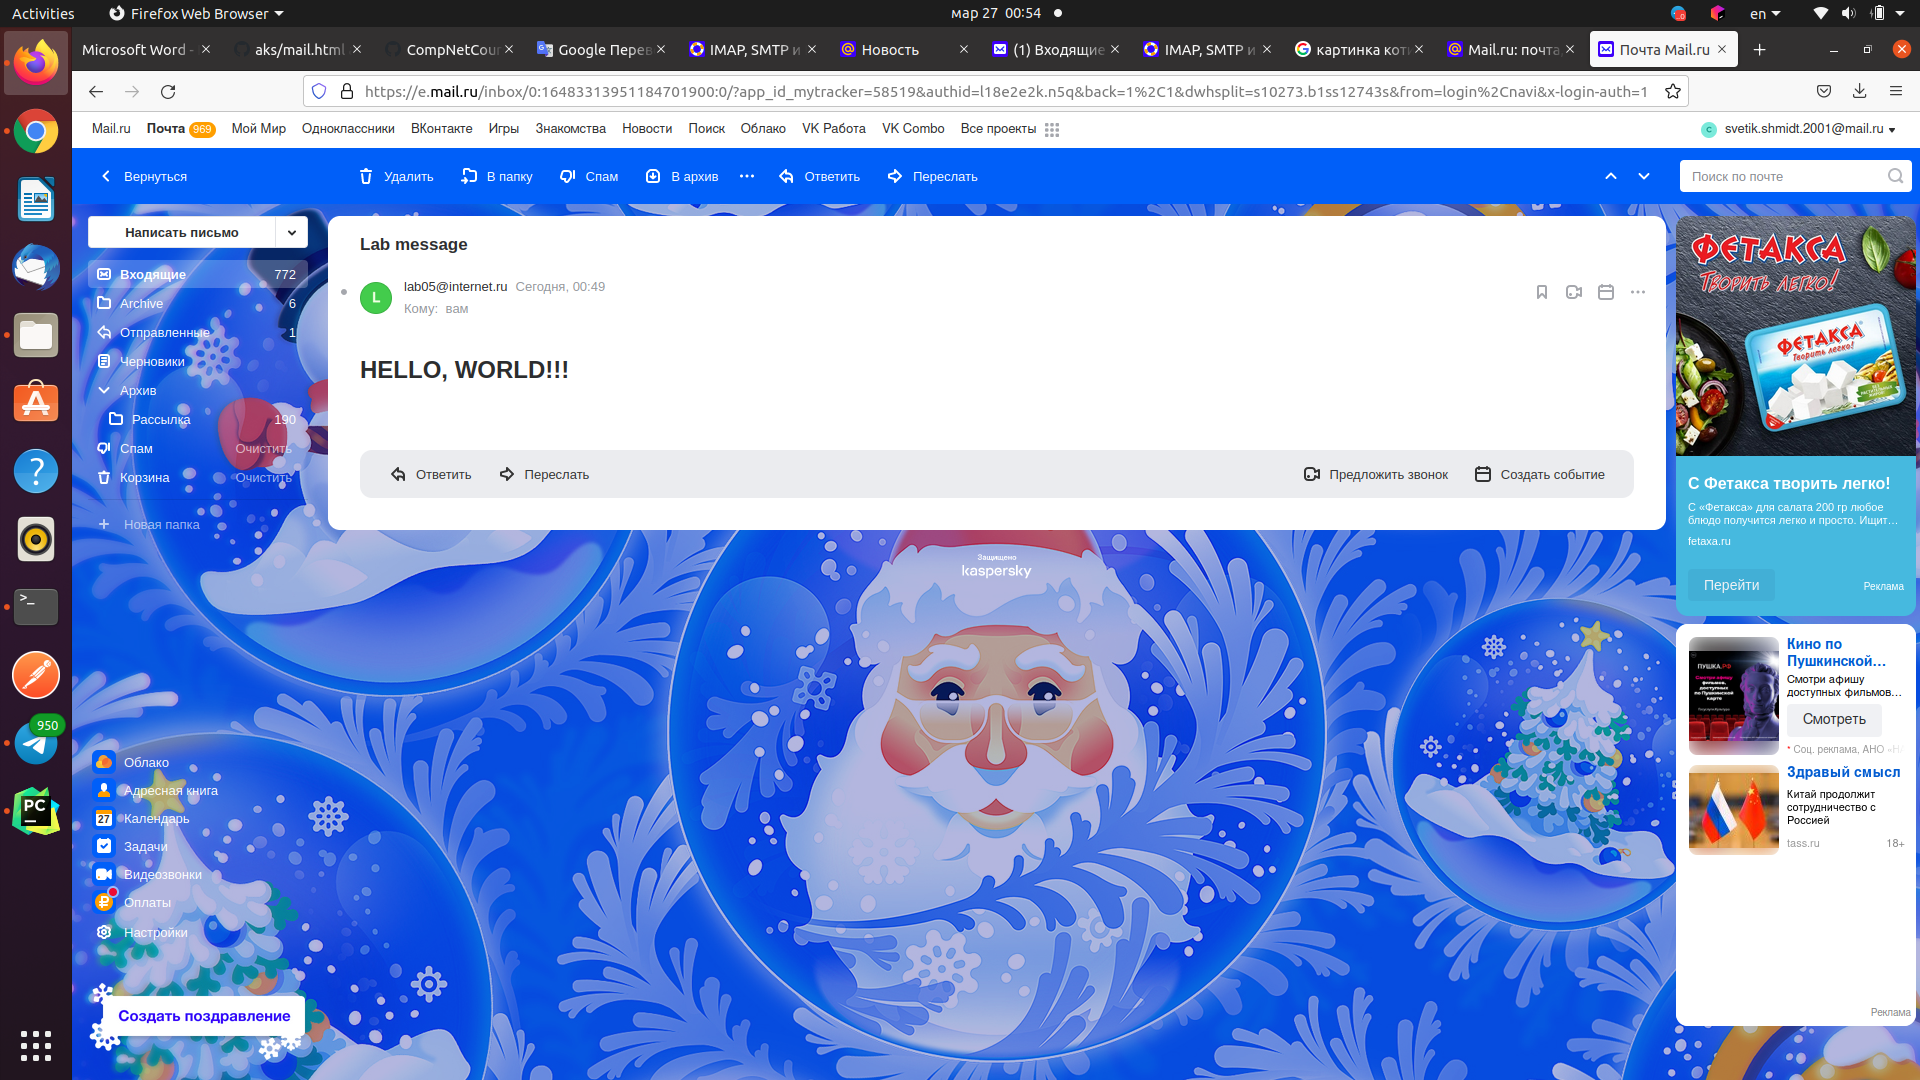 Activities
Firefox Web Browser
мар 27 00:54
en
Microsoft Word -
aks/mail.html
CompNetCour
Google Перев
IMAP, SMTP и
Новость
(1) Входящие
IMAP, SMTP и
картинка коти
Mail.ru: почта,
Почта Mail.ru
https://e.mail.ru/inbox/0:16483313951184701900:0/?app_id_mytracker=58519&authid=l18e2e2k.n5q&back=1%2C1&dwhsplit=s10273.b1ss12743s&from=login%2Cnavi&x-login-auth=1
Mail.ru
Почта 969
Мой Мир
Одноклассники
ВКонтакте
Игры
Знакомства
Новости
Поиск
Облако
VK Работа
VK Combo
Все проекты
svetik.shmidt.2001@mail.ru
Вернуться
Удалить
В папку
Спам
В архив
Ответить
Переслать
Поиск по почте
Написать письмо
Входящие 772
Archive 6
Отправленные 1
Черновики
Архив
Рассылка 190
Спам Очистить
Корзина Очистить
Новая папка
Lab message
L
lab05@internet.ru Сегодня, 00:49
Кому: вам
HELLO, WORLD!!!
Ответить
Переслать
Предложить звонок
Создать событие
Защищено
kaspersky
ФЕТАКСА
Творить легко!
ФЕТАКСА
Творить легко!
С Фетакса творить легко!
С «Фетакса» для салата 200 гр любое
блюдо получится легко и просто. Ищит…
fetaxa.ru
Перейти
Реклама
ПУШКА.РФ
Кино по
Пушкинской…
Смотри афишу
доступных фильмов…
Смотреть
* Соц. реклама, АНО «На
Здравый смысл
Китай продолжит
сотрудничество с
Россией
tass.ru 18+
Реклама
950
PC
Облако
Адресная книга
27 Календарь
Задачи
Видеозвонки
Оплаты
Настройки
Создать поздравление